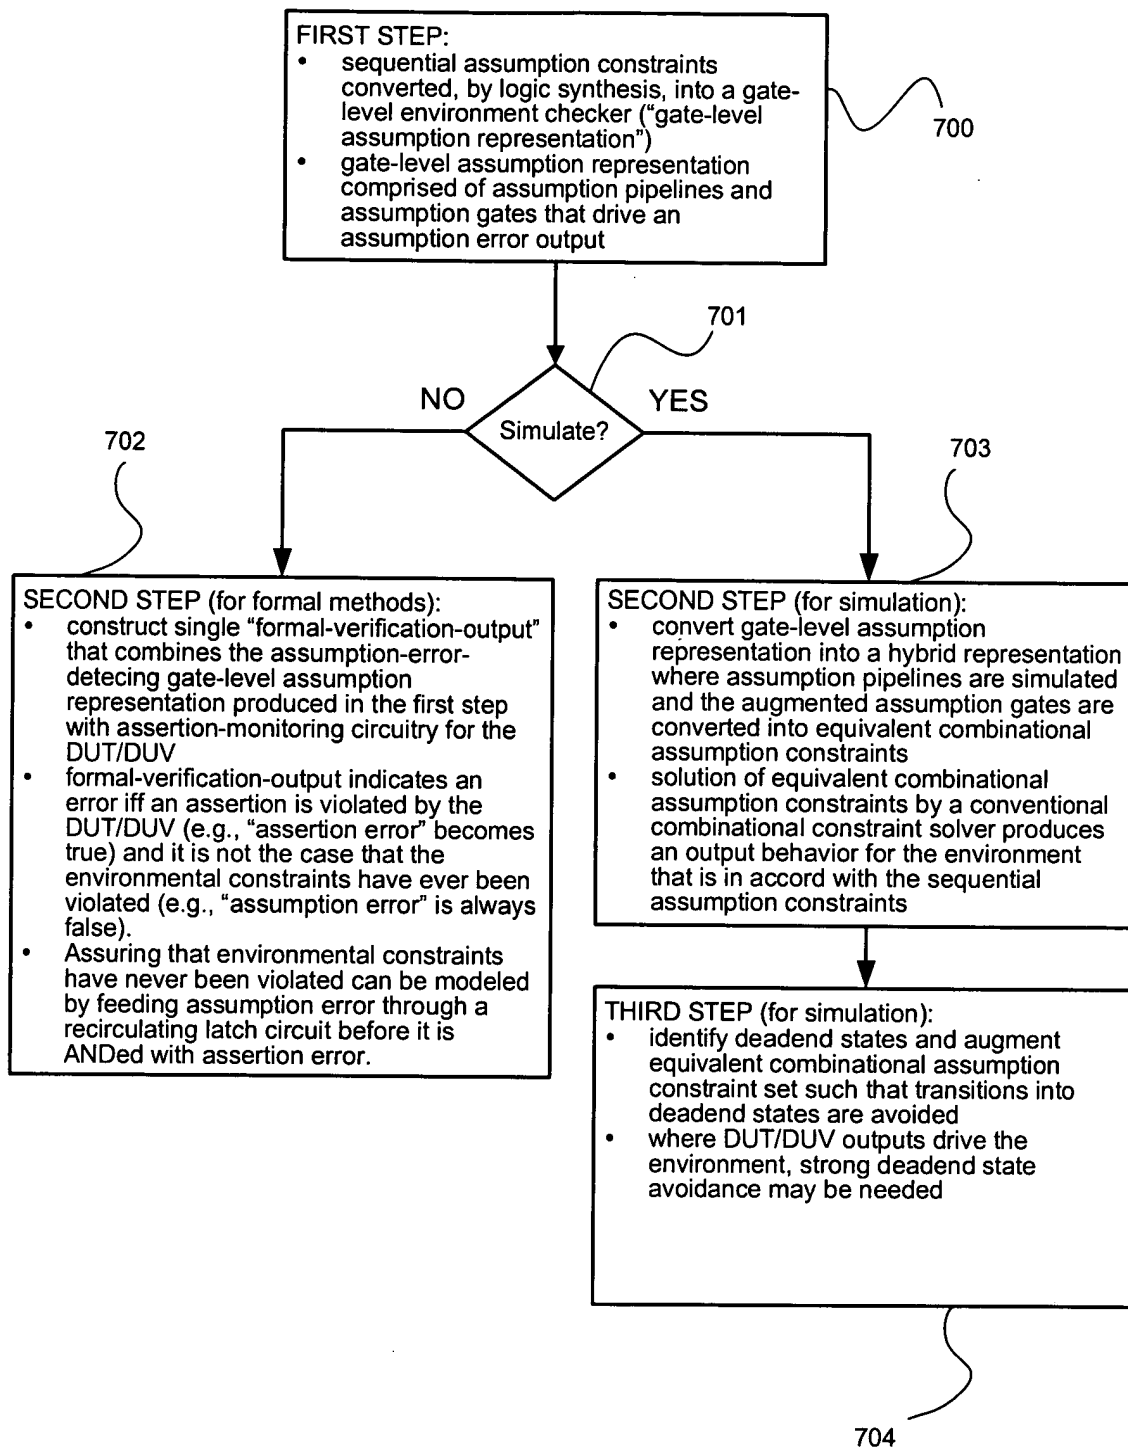 FIRST STEP:
• sequential assumption constraints
converted, by logic synthesis, into a gate-
level environment checker ("gate-level
assumption representation")
• gate-level assumption representation
comprised of assumption pipelines and
assumption gates that drive an
assumption error output
700
701
NO
YES
Simulate?
702
703
SECOND STEP (for formal methods):
• construct single "formal-verification-output"
that combines the assumption-error-
detecing gate-level assumption
representation produced in the first step
with assertion-monitoring circuitry for the
DUT/DUV
• formal-verification-output indicates an
error iff an assertion is violated by the
DUT/DUV (e.g., "assertion error" becomes
true) and it is not the case that the
environmental constraints have ever been
violated (e.g., "assumption error" is always
false).
• Assuring that environmental constraints
have never been violated can be modeled
by feeding assumption error through a
recirculating latch circuit before it is
ANDed with assertion error.
SECOND STEP (for simulation):
• convert gate-level assumption
representation into a hybrid representation
where assumption pipelines are simulated
and the augmented assumption gates are
converted into equivalent combinational
assumption constraints
• solution of equivalent combinational
assumption constraints by a conventional
combinational constraint solver produces
an output behavior for the environment
that is in accord with the sequential
assumption constraints
THIRD STEP (for simulation):
• identify deadend states and augment
equivalent combinational assumption
constraint set such that transitions into
deadend states are avoided
• where DUT/DUV outputs drive the
environment, strong deadend state
avoidance may be needed
704